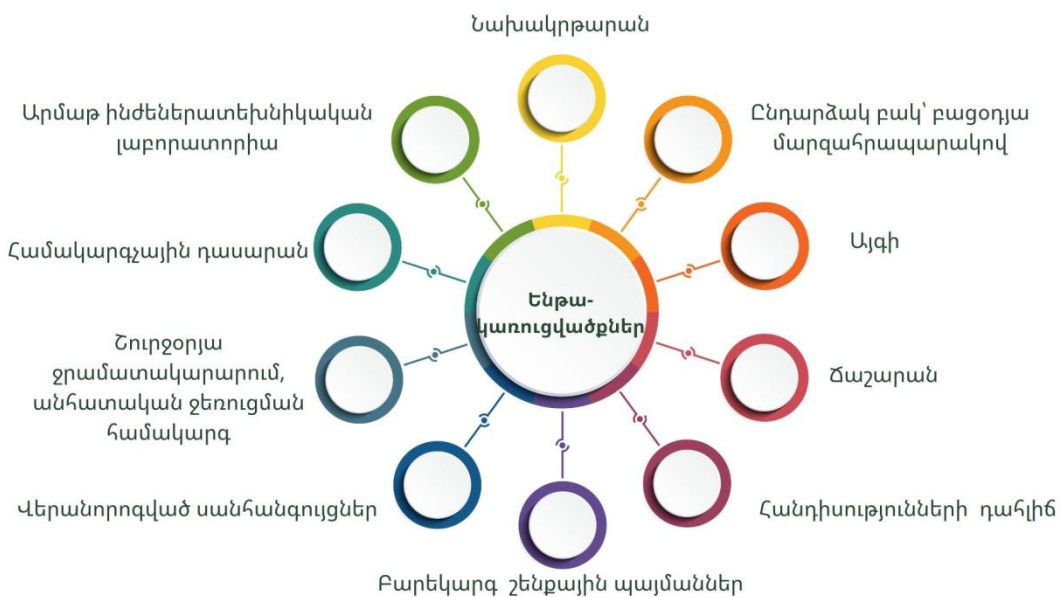 Նախակրթարան
Ընդարձակ բակ՝ բացօդյա
մարզահրապարակով
Այգի
Ճաշարան
Հանդիսությունների դահլիճ
Բարեկարգ շենքային պայմաններ
Վերանորոգված սանհանգույցներ
Շուրջօրյա
ջրամատակարարում,
անհատական ջեռուցման
համակարգ
Համակարգչային դասարան
Արմաթ ինժեներատեխնիկական
լաբորատորիա
Ենթա-
կառուցվածքներ